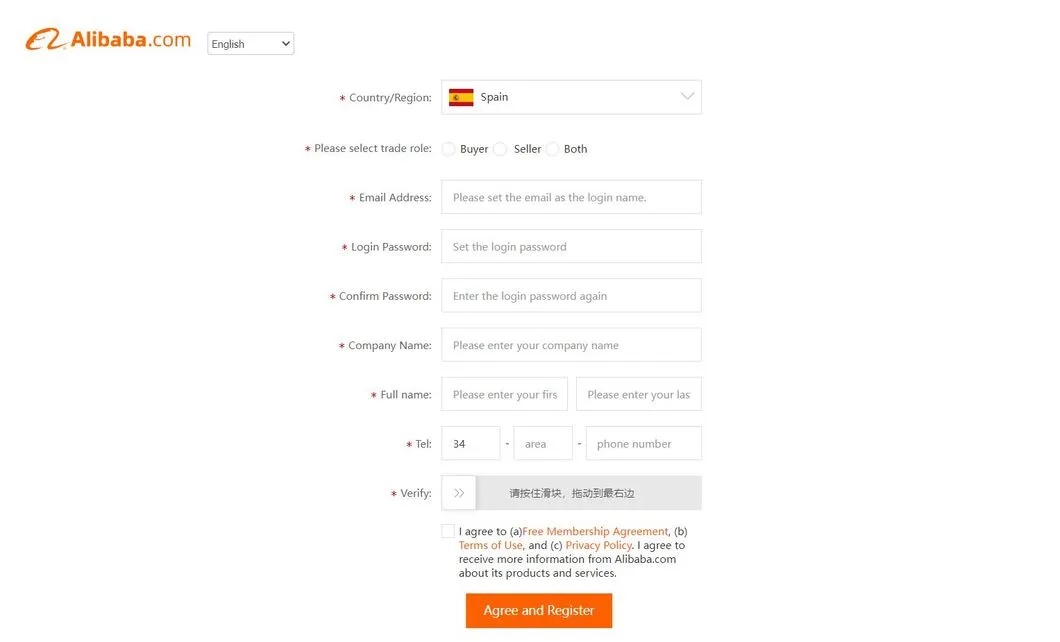 Alibaba.com
English
* Country/Region: Spain
* Please select trade role: Buyer Seller Both
* Email Address: Please set the email as the login name.
* Login Password: Set the login password
* Confirm Password: Enter the login password again
* Company Name: Please enter your company name
* Full name: Please enter your firs Please enter your las
* Tel: 34 - area - phone number
* Verify: 请按住滑块，拖动到最右边
I agree to (a)Free Membership Agreement, (b)
Terms of Use, and (c) Privacy Policy. I agree to
receive more information from Alibaba.com
about its products and services.
Agree and Register